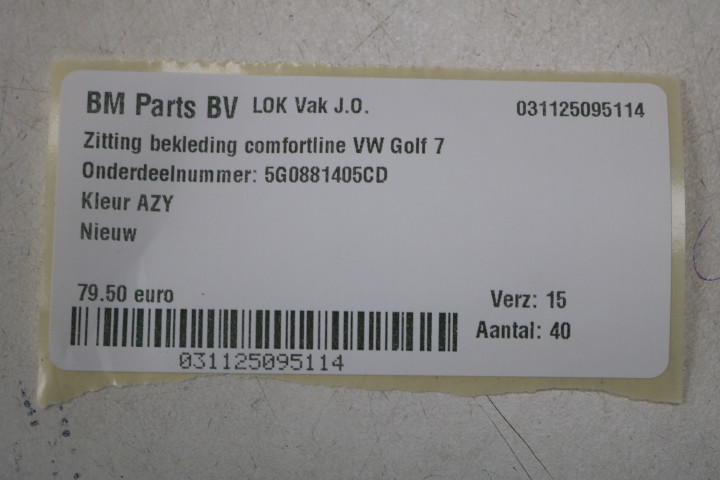 BM Parts BV LOK Vak J.O. 031125095114
Zitting bekleding comfortline VW Golf 7
Onderdeelnummer: 5G0881405CD
Kleur AZY
Nieuw
79.50 euro
Verz: 15
Aantal: 40
031125095114